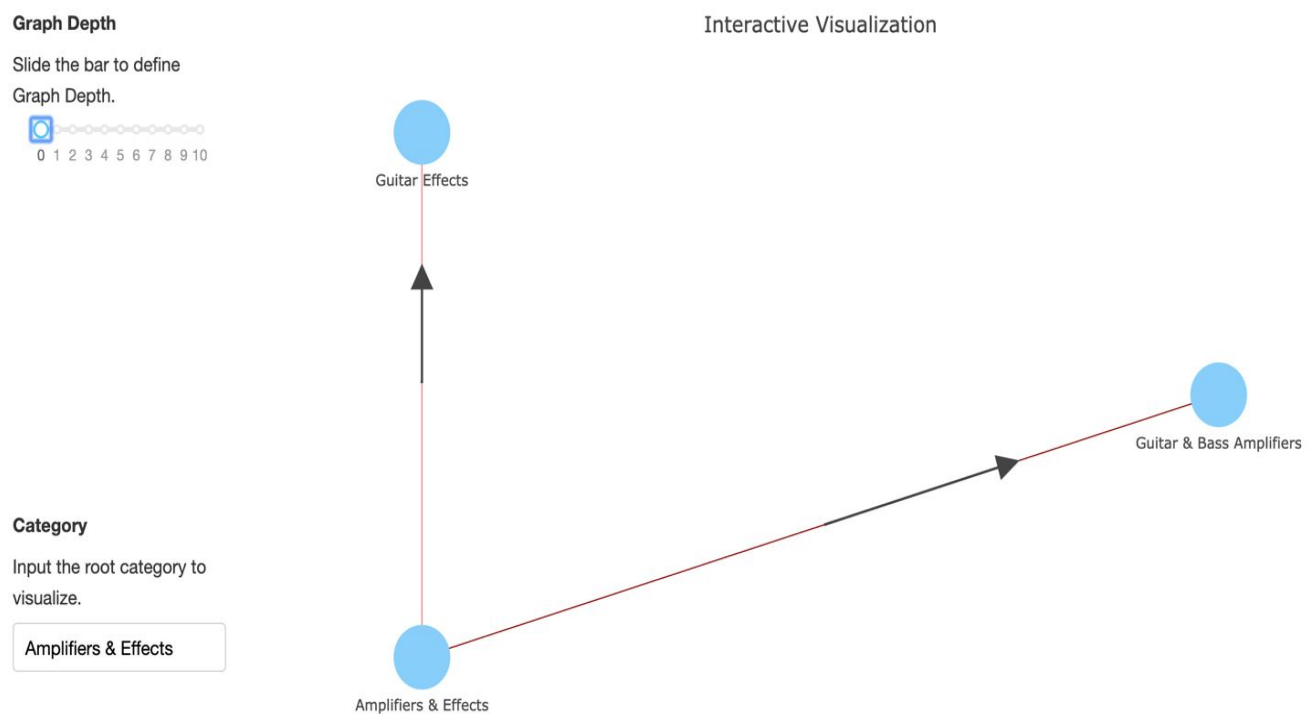 Graph Depth
Interactive Visualization
Slide the bar to define
Graph Depth.
0 1 2 3 4 5 6 7 8 9 10
Guitar Effects
Guitar & Bass Amplifiers
Category
Input the root category to
visualize.
Amplifiers & Effects
Amplifiers & Effects